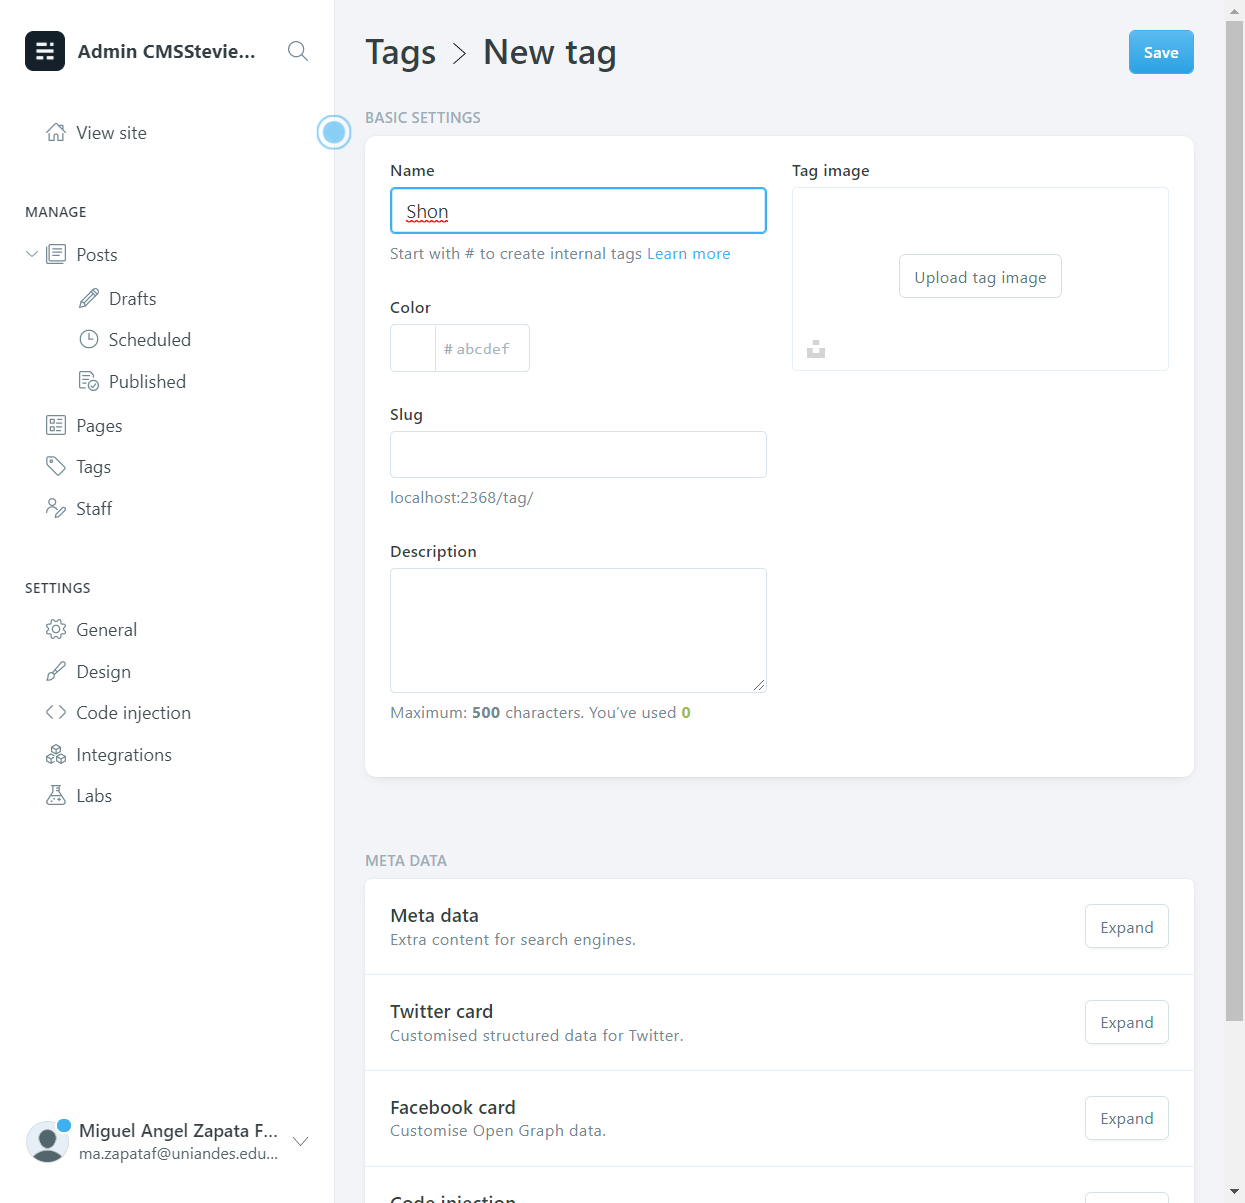 Admin CMSStevie...
View site
MANAGE
Posts
Drafts
Scheduled
Published
Pages
Tags
Staff
SETTINGS
General
Design
Code injection
Integrations
Labs
Miguel Angel Zapata F...
ma.zapataf@uniandes.edu...
Tags > New tag
Save
BASIC SETTINGS
Name
Shon
Start with # to create internal tags Learn more
Color
# abcdef
Slug
localhost:2368/tag/
Description
Maximum: 500 characters. You’ve used 0
Tag image
Upload tag image
META DATA
Meta data
Extra content for search engines.
Expand
Twitter card
Customised structured data for Twitter.
Expand
Facebook card
Customise Open Graph data.
Expand
Code injection